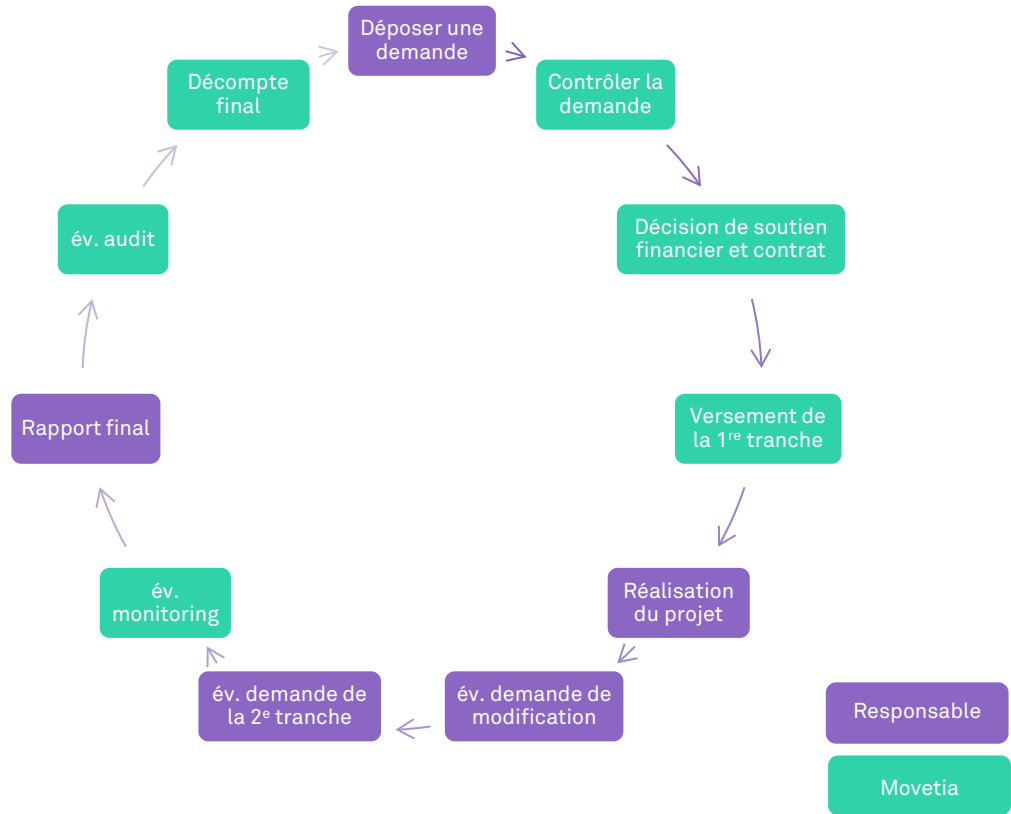 Déposer une
demande
Contrôler la
demande
Décision de soutien
financier et contrat
Versement de
la 1re tranche
Réalisation
du projet
év. demande de
modification
év. demande de
la 2e tranche
év.
monitoring
Rapport final
év. audit
Décompte
final
Responsable
Movetia